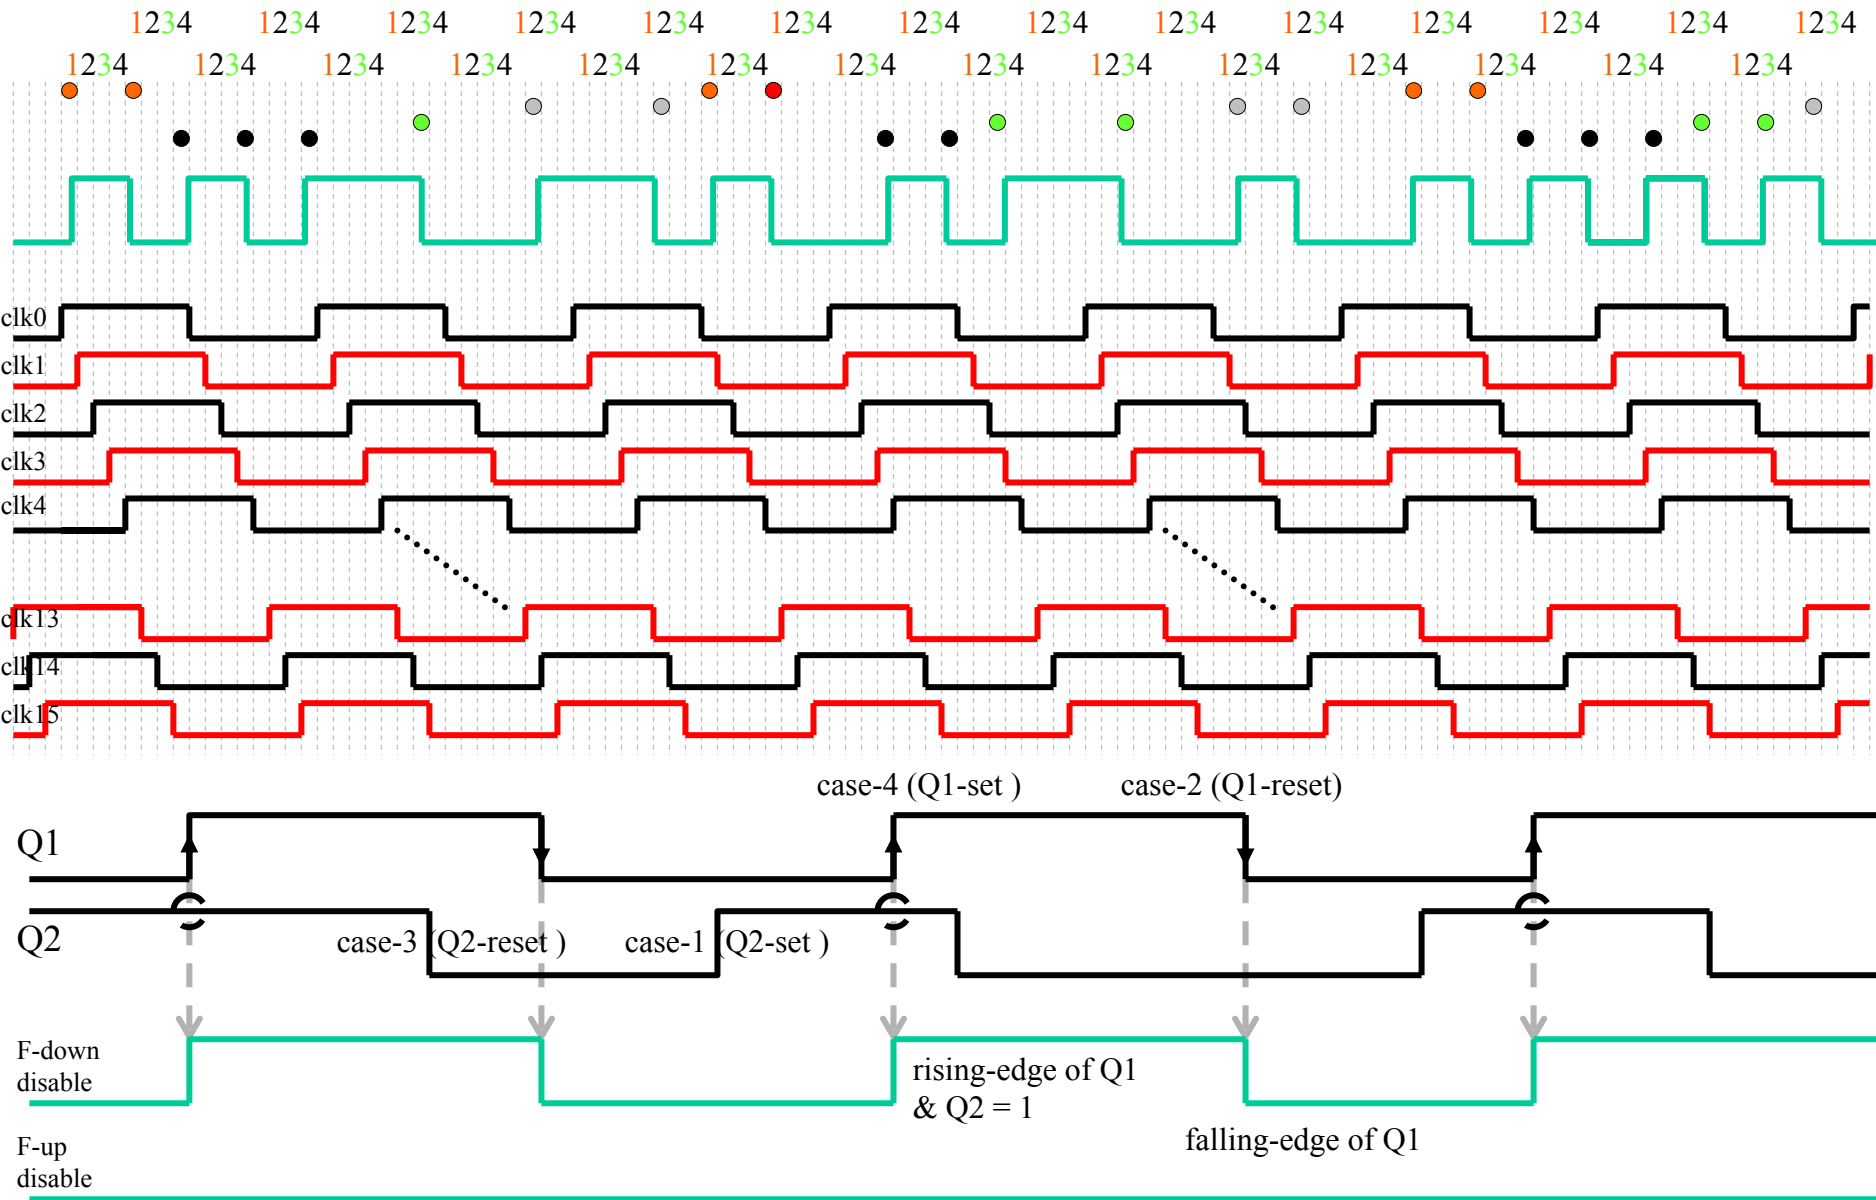 1234 1234 1234 1234 1234 1234 1234 1234 1234 1234 1234 1234 1234 1234
1234 1234 1234 1234 1234 1234 1234 1234 1234 1234 1234 1234 1234 1234
clk0
clk1
clk2
clk3
clk4
clk13
clk14
clk15
case-4 (Q1-set ) case-2 (Q1-reset)
Q1
Q2
case-3 (Q2-reset ) case-1 (Q2-set )
F-down
disable
rising-edge of Q1
& Q2 = 1
falling-edge of Q1
F-up
disable